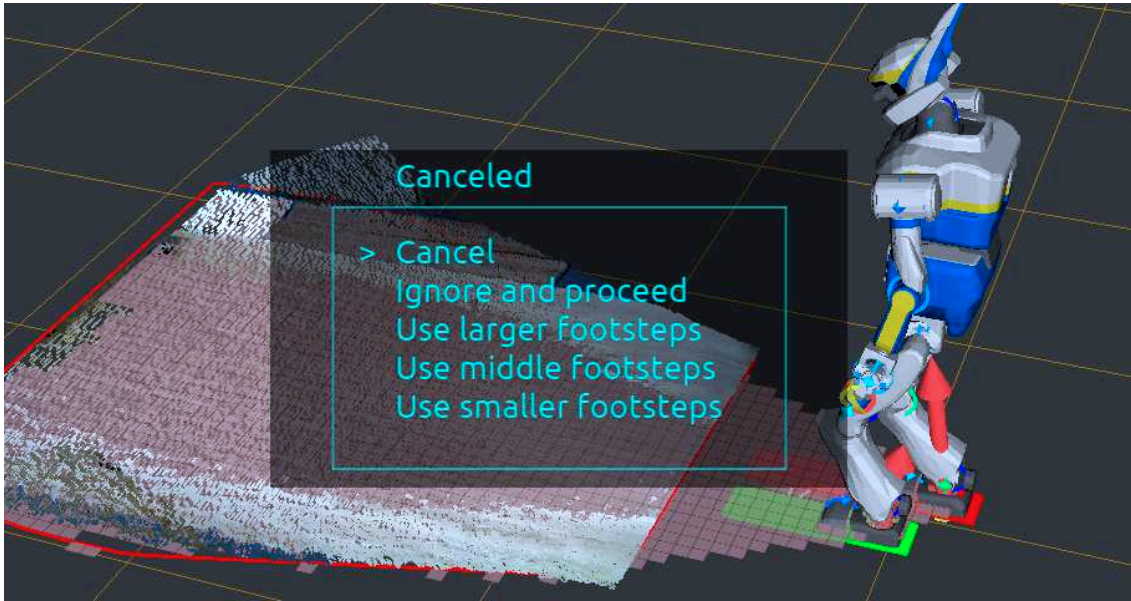 Canceled
> Cancel
Ignore and proceed
Use larger footsteps
Use middle footsteps
Use smaller footsteps